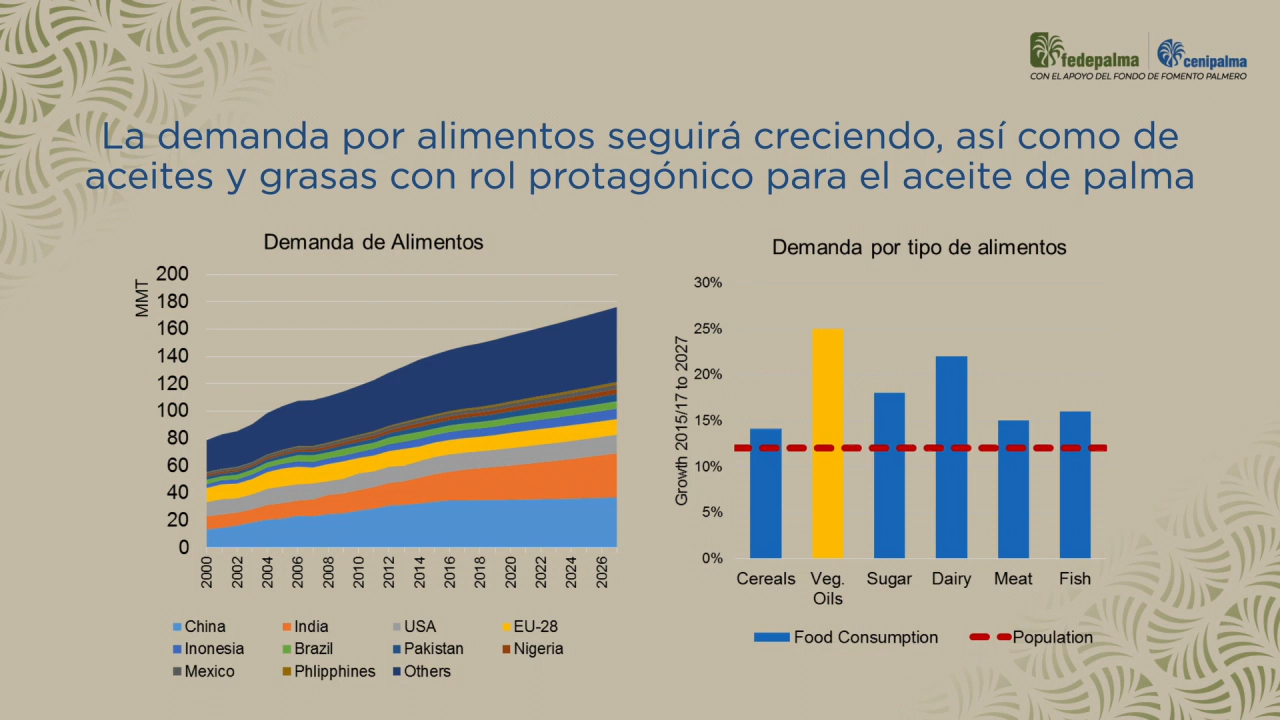 fedepalma
cenipalma
CON EL APOYO DEL FONDO DE FOMENTO PALMERO
La demanda por alimentos seguirá creciendo, así como de
aceites y grasas con rol protagónico para el aceite de palma
Demanda de Alimentos
MMT
200
180
160
140
120
100
80
60
40
20
0
2000
2002
2004
2006
2008
2010
2012
2014
2016
2018
2020
2022
2024
2026
China
India
USA
EU-28
Inonesia
Brazil
Pakistan
Nigeria
Mexico
Phlipphines
Others
Demanda por tipo de alimentos
Growth 2015/17 to 2027
30%
25%
20%
15%
10%
5%
0%
Cereals
Veg.
Oils
Sugar
Dairy
Meat
Fish
Food Consumption
Population